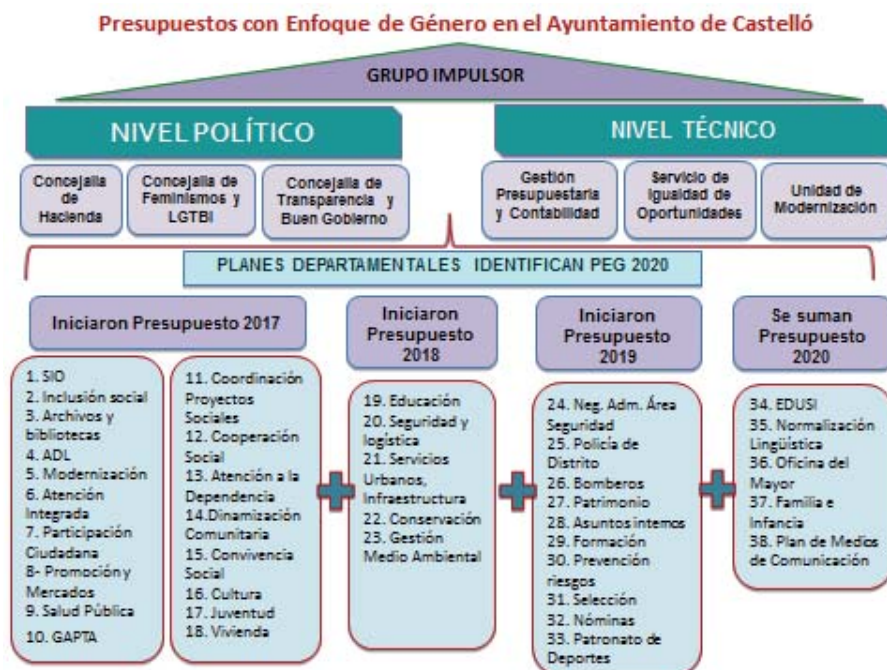 Presupuestos con Enfoque de Género en el Ayuntamiento de Castelló
GRUPO IMPULSOR
NIVEL POLÍTICO
NIVEL TÉCNICO
Concejalía
de
Hacienda
Concejalía de
Feminismos y
LGTBI
Concejalía de
Transparencia y
Buen Gobierno
Gestión
Presupuestaria
y Contabilidad
Servicio de
Igualdad de
Oportunidades
Unidad de
Modernización
PLANES DEPARTAMENTALES IDENTIFICAN PEG 2020
Iniciaron Presupuesto 2017
1. SIO
2. Inclusión social
3. Archivos y
bibliotecas
4. ADL
5. Modernización
6. Atención
Integrada
7. Participación
Ciudadana
8- Promoción y
Mercados
9. Salud Pública
10. GAPTA
11. Coordinación
Proyectos
Sociales
12. Cooperación
Social
13. Atención a la
Dependencia
14.Dinamización
Comunitaria
15. Convivencia
Social
16. Cultura
17. Juventud
18. Vivienda
Iniciaron
Presupuesto
2018
19. Educación
20. Seguridad y
logística
21. Servicios
Urbanos,
Infraestructura
22. Conservación
23. Gestión
Medio Ambiental
Iniciaron
Presupuesto
2019
24. Neg. Adm. Área
Seguridad
25. Policía de
Distrito
26. Bomberos
27. Patrimonio
28. Asuntos internos
29. Formación
30. Prevención
riesgos
31. Selección
32. Nóminas
33. Patronato de
Deportes
Se suman
Presupuesto
2020
34. EDUSI
35. Normalización
Lingüística
36. Oficina del
Mayor
37. Familia e
Infancia
38. Plan de Medios
de Comunicación